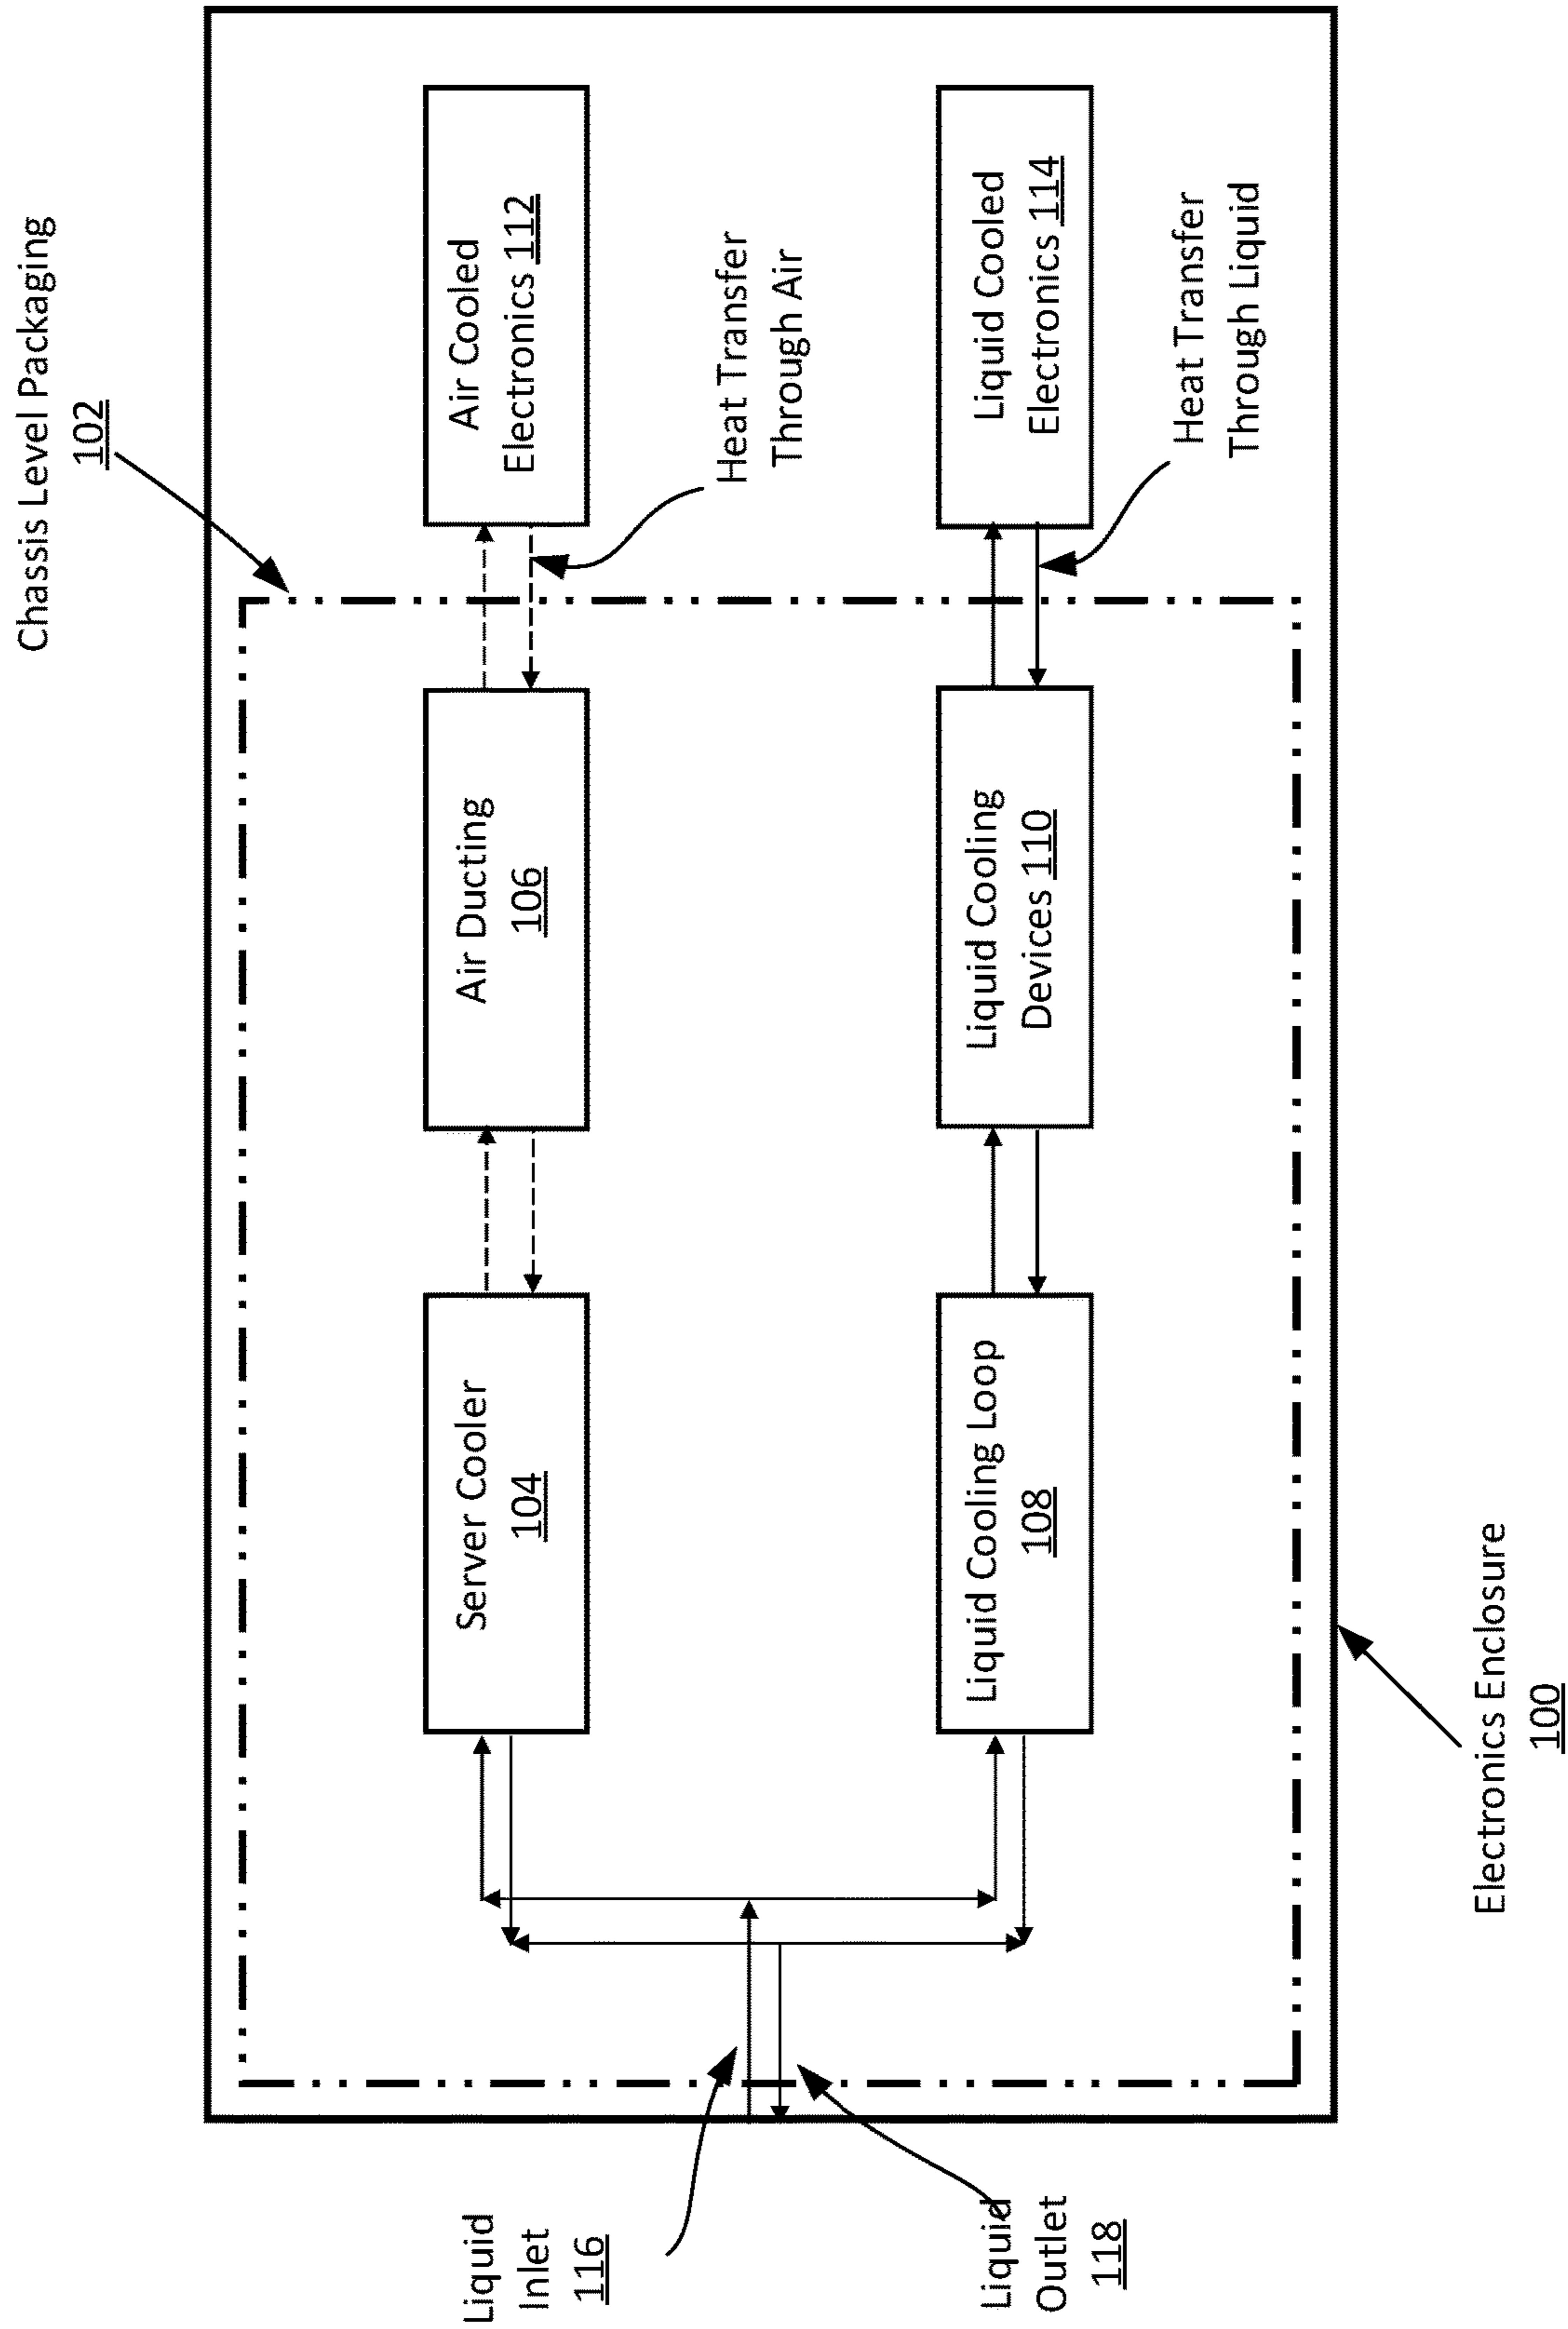 Chassis Level Packaging
102
Air Cooled
Electronics 112
Heat Transfer
Through Air
Liquid Cooled
Electronics 114
Heat Transfer
Through Liquid
Air Ducting
106
Liquid Cooling
Devices 110
Server Cooler
104
Liquid Cooling Loop
108
Liquid
Inlet
116
Liquid
Outlet
118
Electronics Enclosure
100